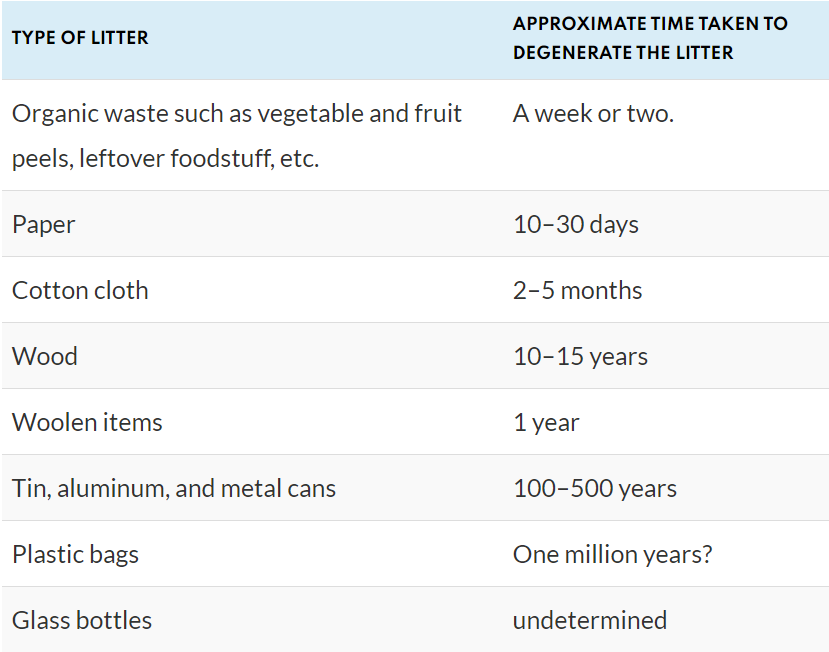 TYPE OF LITTER
APPROXIMATE TIME TAKEN TO
DEGENERATE THE LITTER
Organic waste such as vegetable and fruit
peels, leftover foodstuff, etc.
A week or two.
Paper
10–30 days
Cotton cloth
2–5 months
Wood
10–15 years
Woolen items
1 year
Tin, aluminum, and metal cans
100–500 years
Plastic bags
One million years?
Glass bottles
undetermined